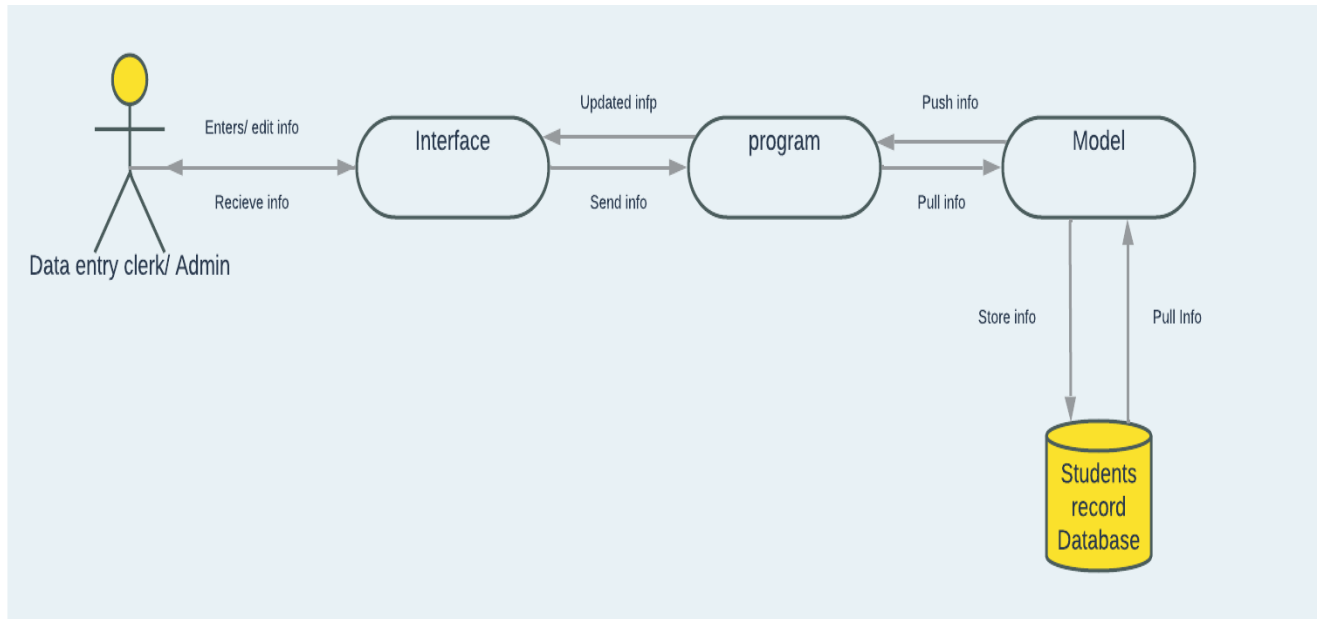 Updated infp
Push info
Enters/ edit info
Interface
program
Model
Recieve info
Send info
Pull info
Data entry clerk/ Admin
Store info
Pull Info
Students
record
Database